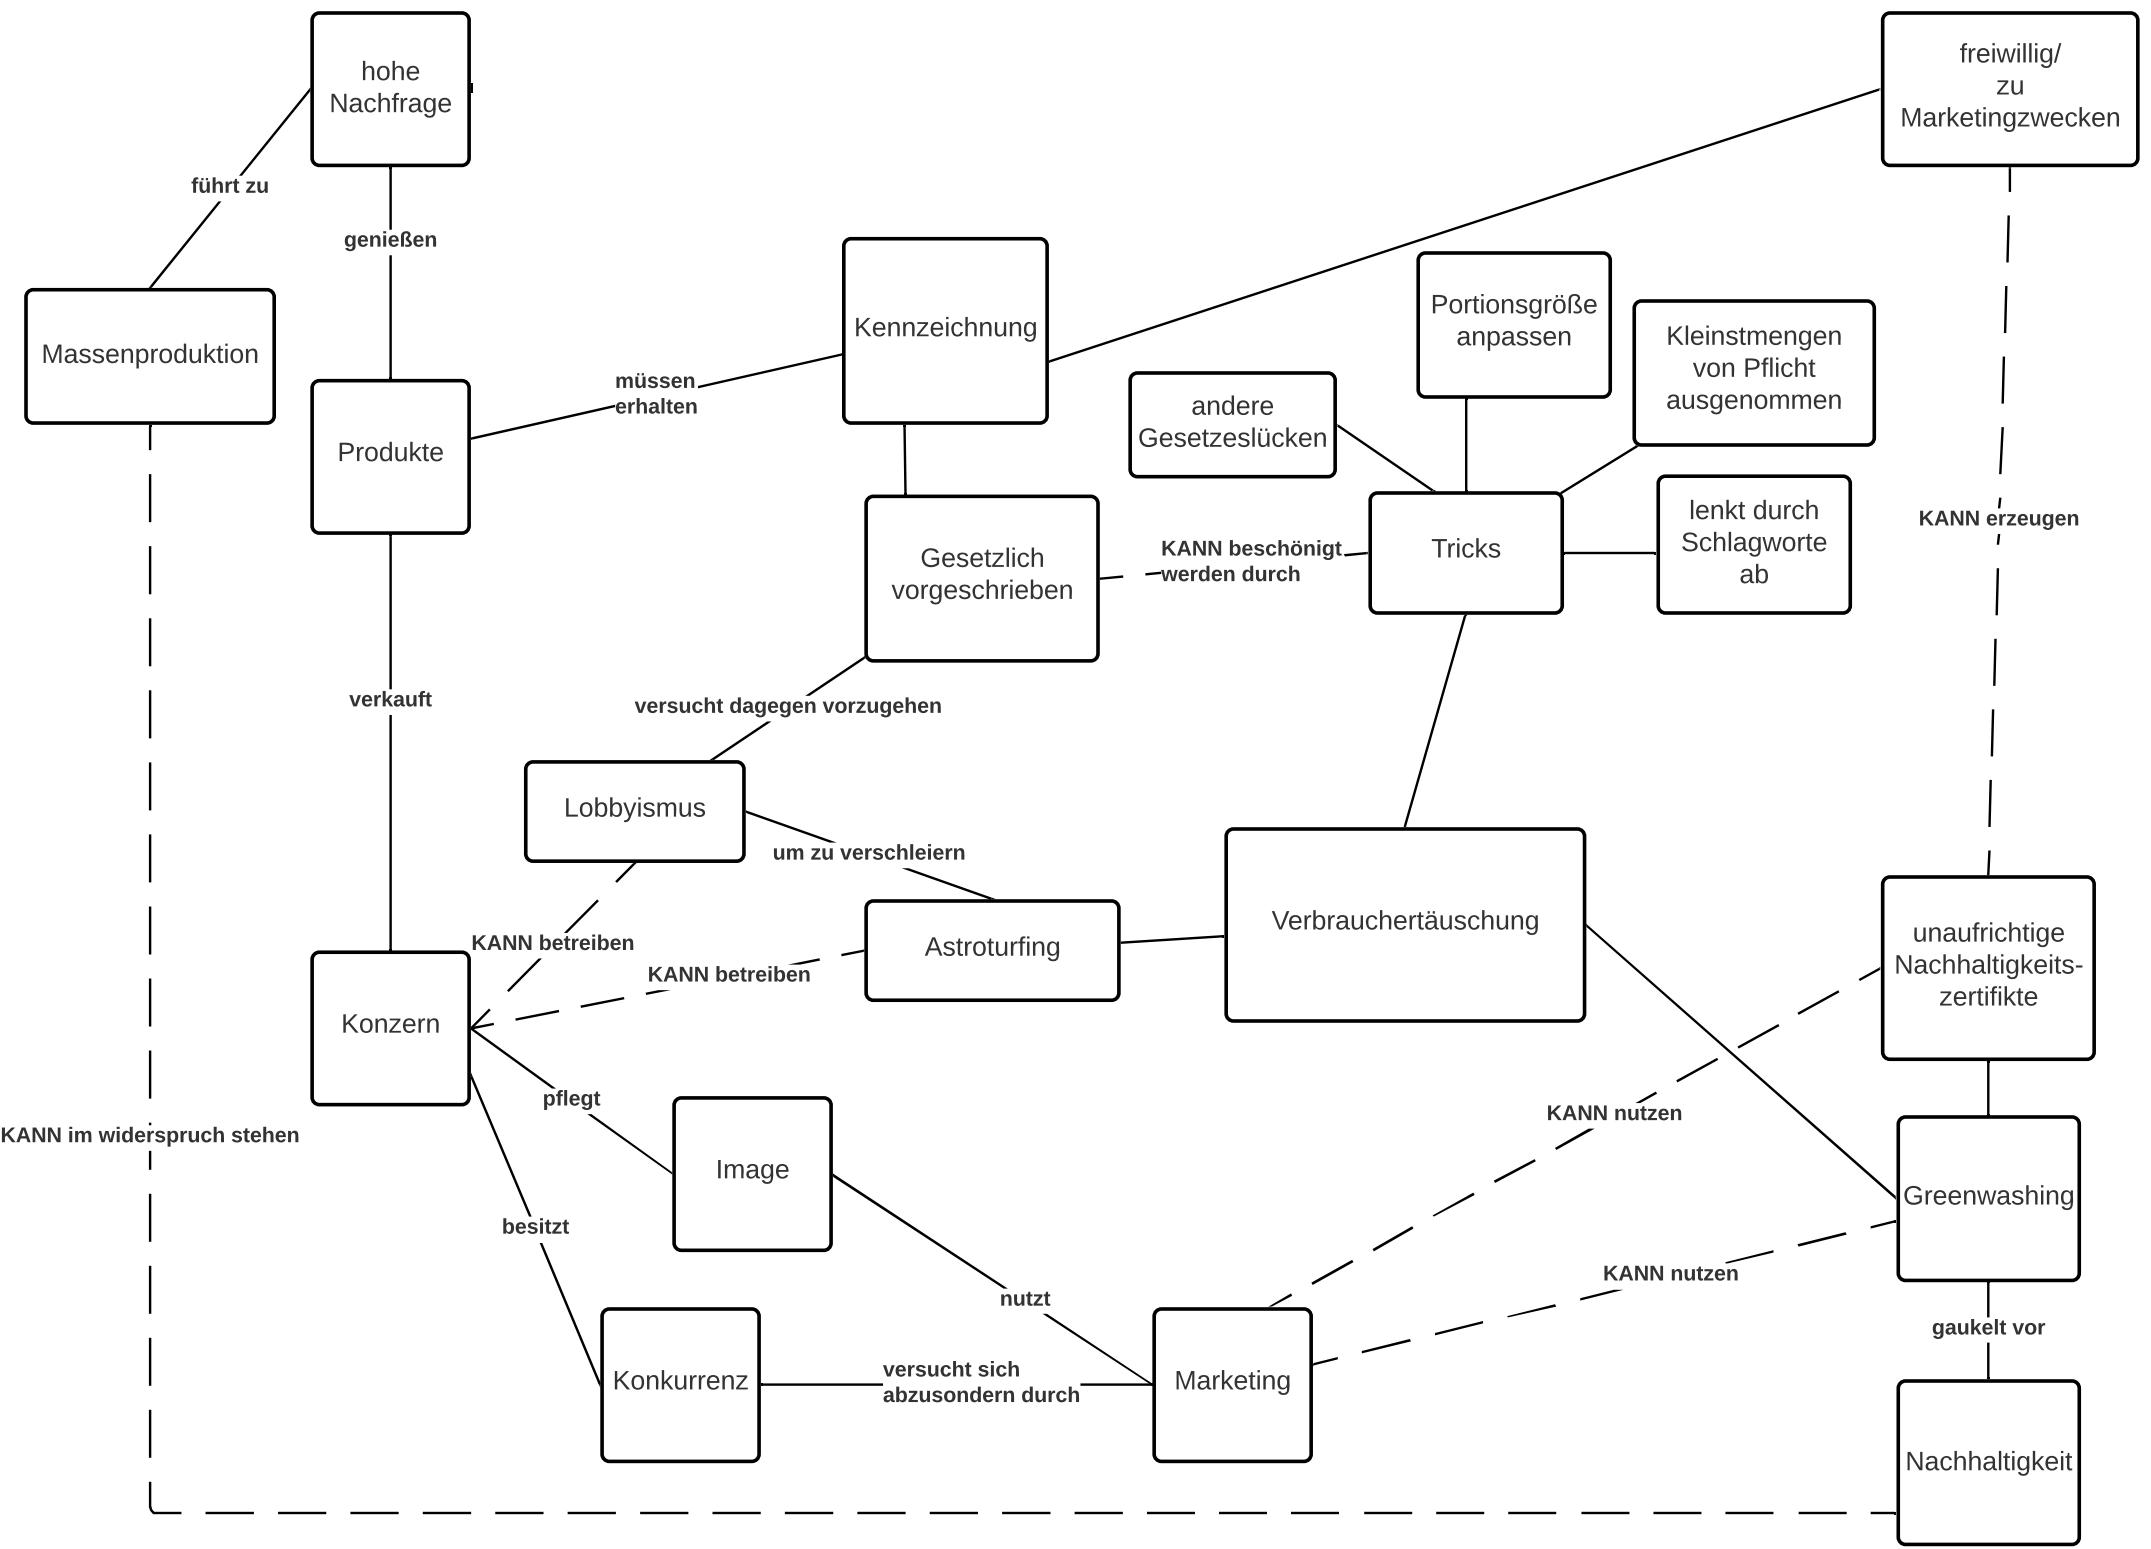 hohe
Nachfrage
freiwillig/
zu
Marketingzwecken
führt zu
genießen
Massenproduktion
Kennzeichnung
Portionsgröße
anpassen
Kleinstmengen
von Pflicht
ausgenommen
müssen
erhalten
andere
Gesetzeslücken
Produkte
lenkt durch
Schlagworte
ab
KANN erzeugen
Gesetzlich
vorgeschrieben
KANN beschönigt
werden durch
Tricks
verkauft
versucht dagegen vorzugehen
Lobbyismus
um zu verschleiern
Verbrauchertäuschung
unaufrichtige
Nachhaltigkeits-
zertifikte
KANN betreiben
Astroturfing
KANN betreiben
Konzern
pflegt
KANN nutzen
KANN im widerspruch stehen
Image
Greenwashing
besitzt
KANN nutzen
nutzt
gaukelt vor
Konkurrenz
versucht sich
abzusondern durch
Marketing
Nachhaltigkeit